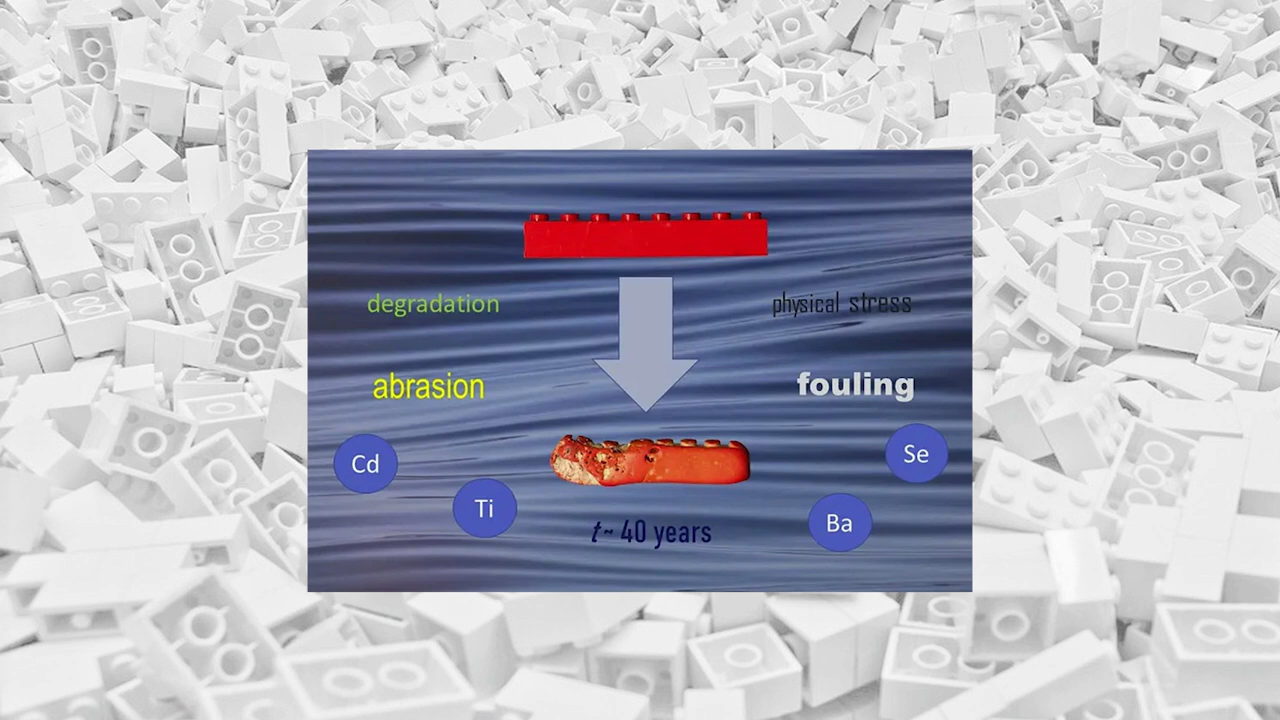 degradation
physical stress
abrasion
fouling
Cd
Se
Ti
Ba
t ~ 40 years